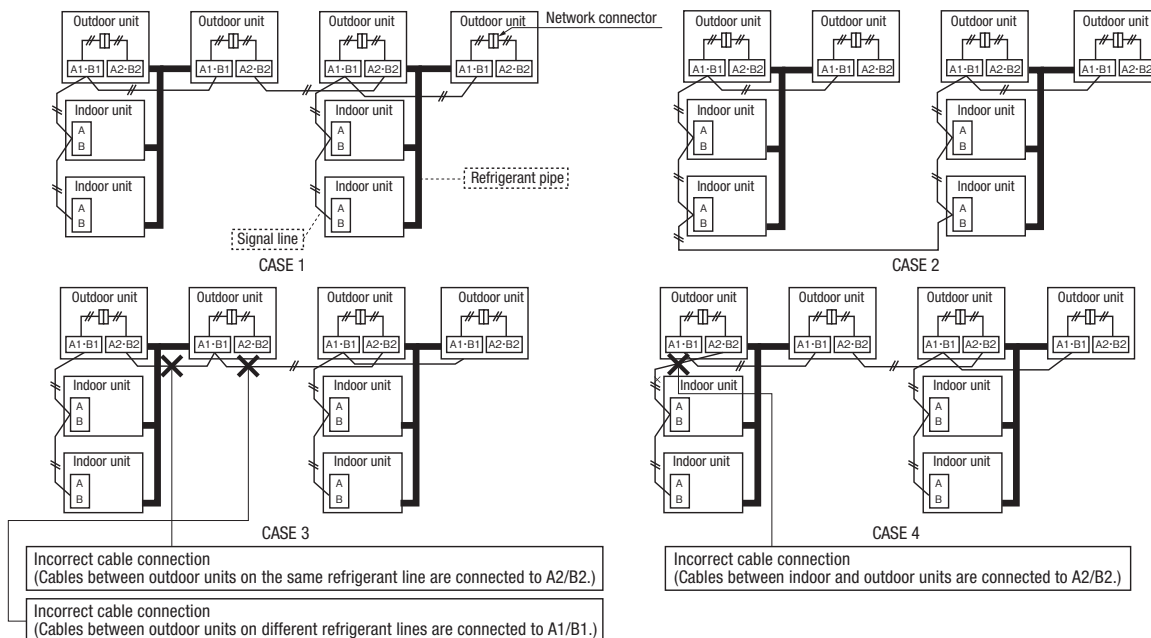 Outdoor unit Outdoor unit Outdoor unit Outdoor unit Network connector
A1·B1 A2·B2 A1·B1 A2·B2 A1·B1 A2·B2 A1·B1 A2·B2
Indoor unit Indoor unit
A A
B B
Indoor unit Indoor unit
A A
B B
Refrigerant pipe
Signal line
CASE 1
Outdoor unit Outdoor unit Outdoor unit Outdoor unit
A1·B1 A2·B2 A1·B1 A2·B2 A1·B1 A2·B2 A1·B1 A2·B2
Indoor unit Indoor unit
A A
B B
Indoor unit Indoor unit
A A
B B
CASE 2
Outdoor unit Outdoor unit Outdoor unit Outdoor unit
A1·B1 A2·B2 A1·B1 A2·B2 A1·B1 A2·B2 A1·B1 A2·B2
Indoor unit Indoor unit
A A
B B
Indoor unit Indoor unit
A A
B B
CASE 3
Incorrect cable connection
(Cables between outdoor units on the same refrigerant line are connected to A2/B2.)
Incorrect cable connection
(Cables between outdoor units on different refrigerant lines are connected to A1/B1.)
Outdoor unit Outdoor unit Outdoor unit Outdoor unit
A1·B1 A2·B2 A1·B1 A2·B2 A1·B1 A2·B2 A1·B1 A2·B2
Indoor unit Indoor unit
A A
B B
Indoor unit Indoor unit
A A
B B
CASE 4
Incorrect cable connection
(Cables between indoor and outdoor units are connected to A2/B2.)